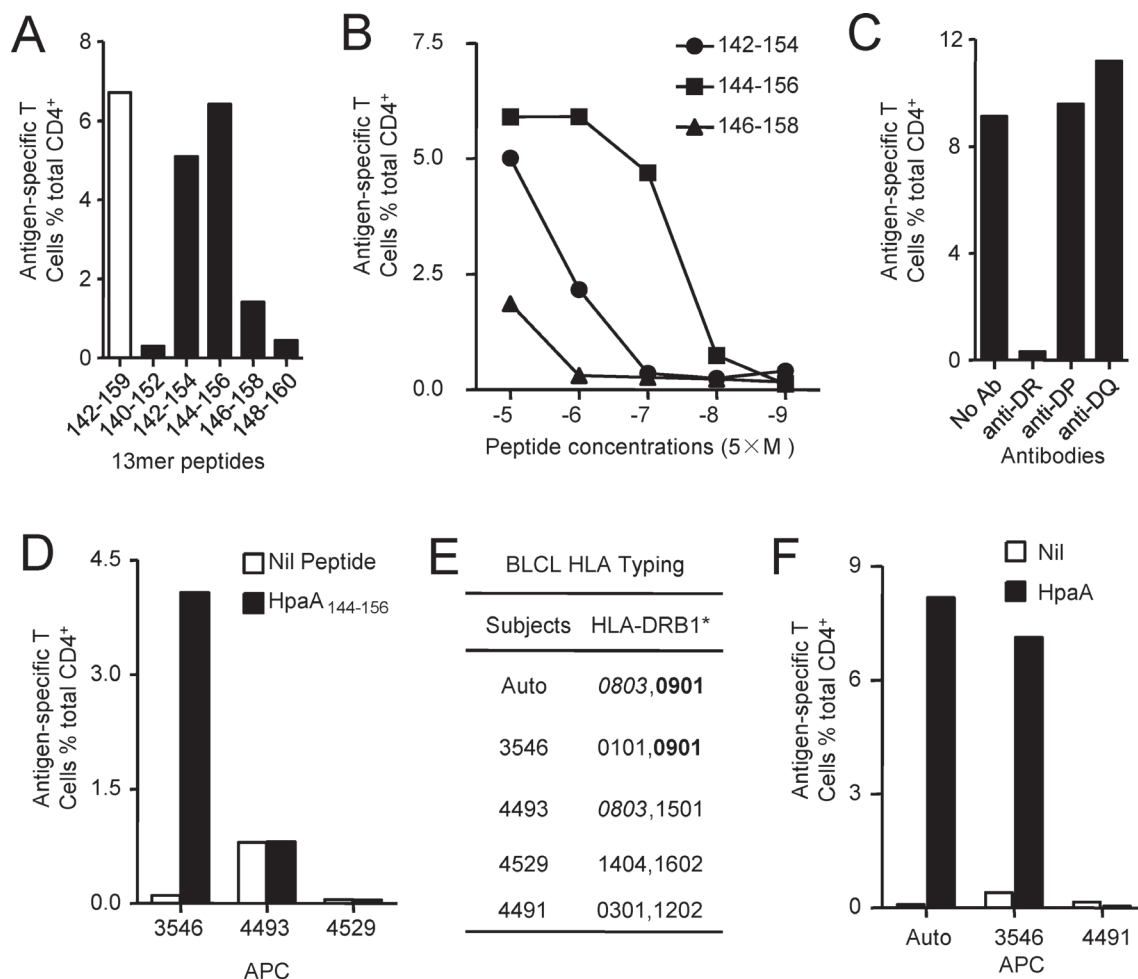 A
Antigen-specific T
Cells % total CD4+
8
6
4
2
0
142-159
140-152
142-154
144-156
146-158
148-160
13mer peptides
B
Antigen-specific T
Cells % total CD4+
7.5
5.0
2.5
0.0
142-154
144-156
146-158
-5
-6
-7
-8
-9
Peptide concentrations (5×M )
C
Antigen-specific T
Cells % total CD4+
12
8
4
0
No Ab
anti-DR
anti-DP
anti-DQ
Antibodies
D
Antigen-specific T
Cells % total CD4+
4.5
3.0
1.5
0.0
Nil Peptide
HpaA 144-156
3546
4493
4529
APC
E
BLCL HLA Typing
Subjects HLA-DRB1*
Auto 0803,0901
3546 0101,0901
4493 0803,1501
4529 1404,1602
4491 0301,1202
F
Antigen-specific T
Cells % total CD4+
9
6
3
0
Nil
HpaA
Auto
3546
4491
APC